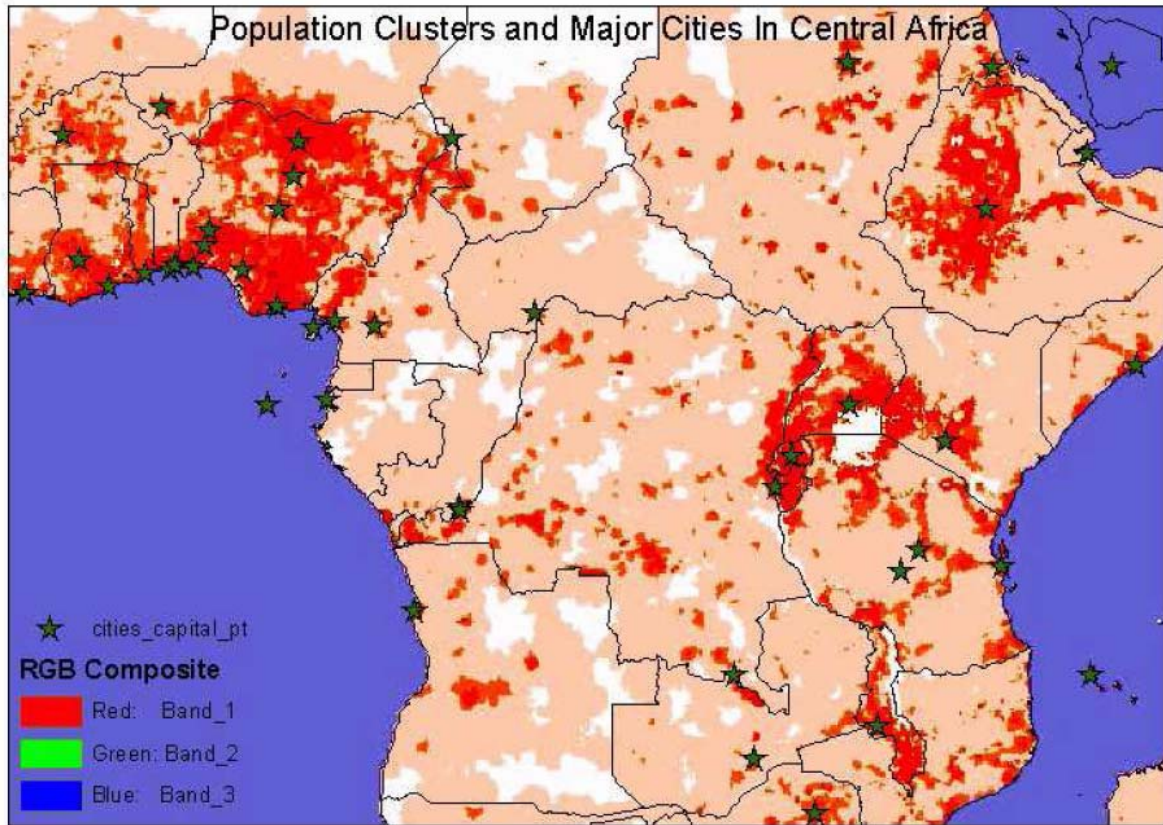 Population Clusters and Major Cities In Central Africa
cities_capital_pt
RGB Composite
Red: Band_1
Green: Band_2
Blue: Band_3